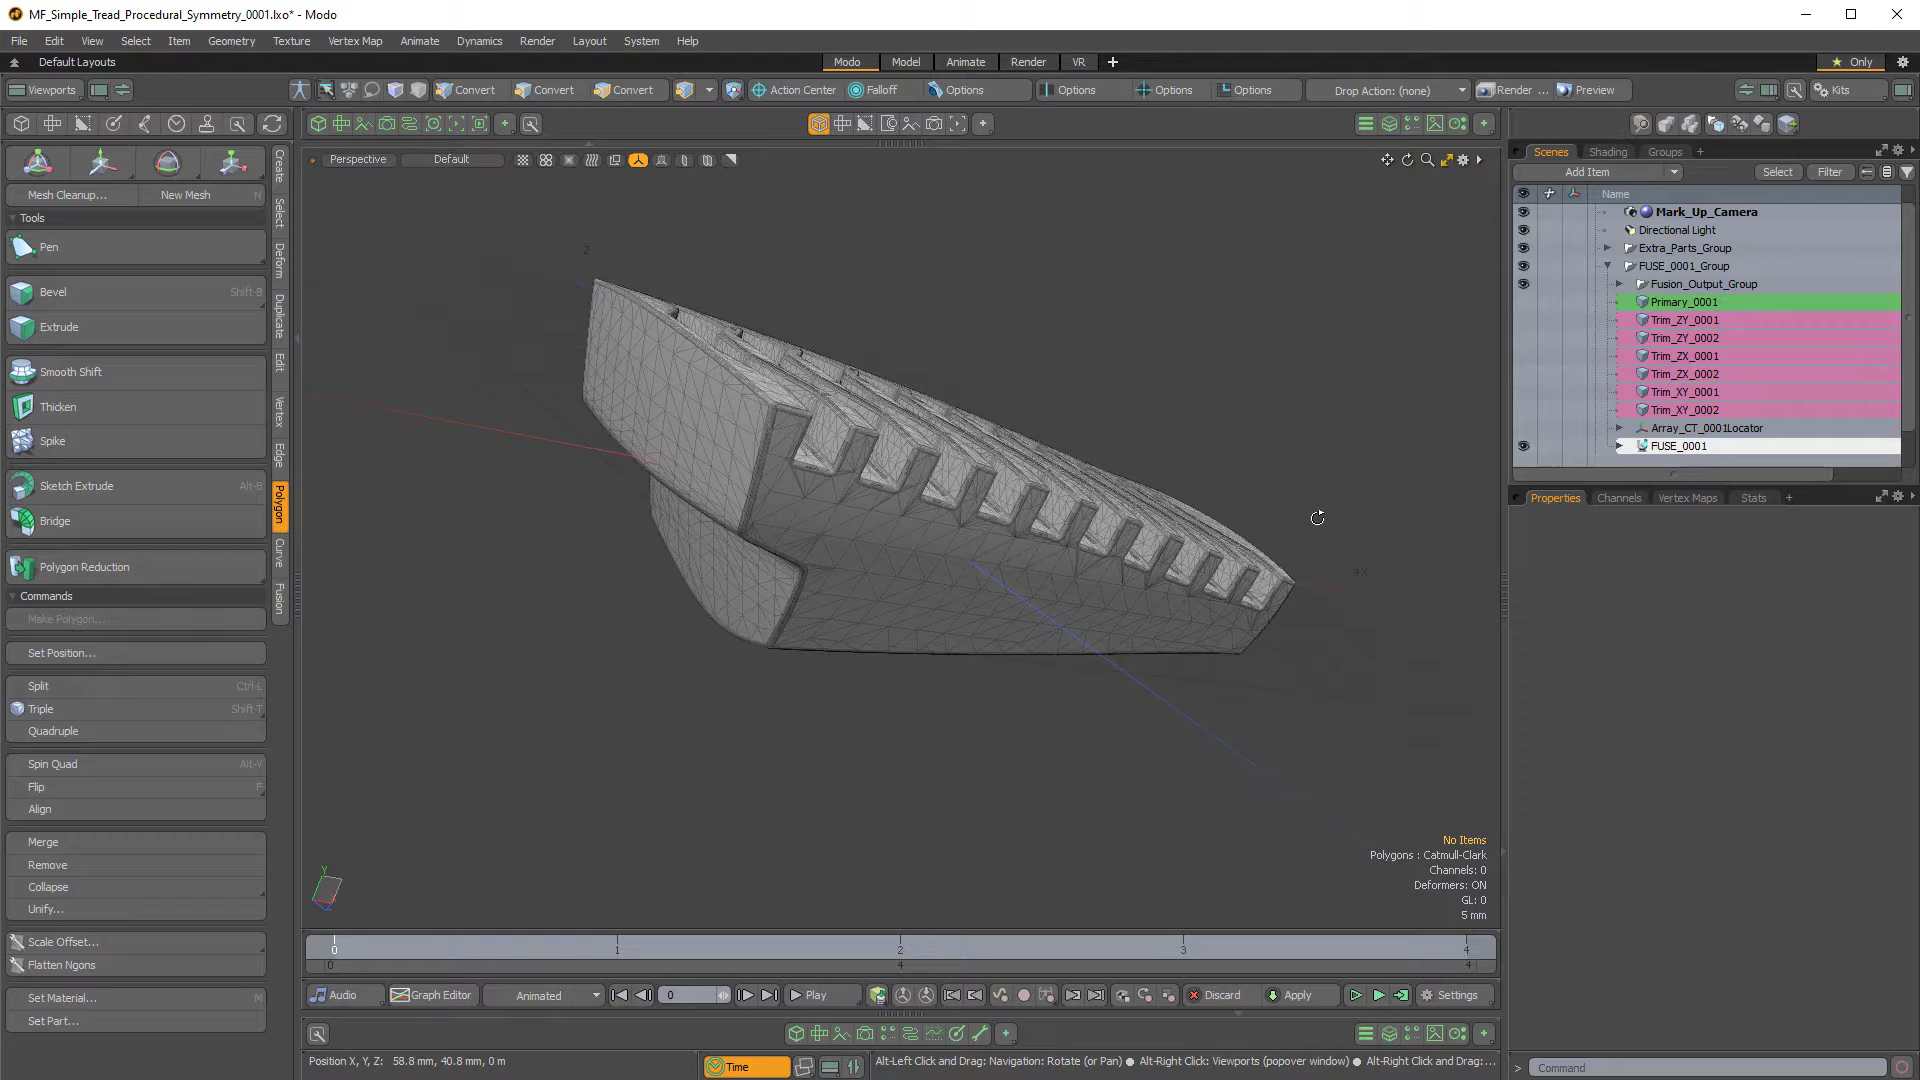 MF_Simple_Tread_Procedural_Symmetry_0001.lxo* - Modo
File Edit View Select Item Geometry Texture Vertex Map Animate Dynamics Render Layout System Help
Default Layouts Modo Model Animate Render VR Only
Viewports Convert Convert Convert Action Center Falloff Options Options Options Options Drop Action: (none) Render ... Preview Kits
Perspective Default
Scenes Shading Groups +
Add Item Select Filter
Name
Mark_Up_Camera
Directional Light
Extra_Parts_Group
FUSE_0001_Group
Fusion_Output_Group
Primary_0001
Trim_ZY_0001
Trim_ZY_0002
Trim_ZX_0001
Trim_ZX_0002
Trim_XY_0001
Trim_XY_0002
Array_CT_0001Locator
FUSE_0001
Properties Channels Vertex Maps Stats +
Mesh Cleanup... New Mesh N
Tools
Pen
Bevel Shift-B
Extrude
Smooth Shift
Thicken
Spike
Sketch Extrude Alt-B
Bridge
Polygon Reduction
Commands
Make Polygon...
Set Position...
Split Ctrl-L
Triple Shift-T
Quadruple
Spin Quad Alt-V
Flip F
Align
Merge
Remove
Collapse
Unify...
Scale Offset...
Flatten Ngons
Set Material... M
Set Part...
Create
Select
Deform
Duplicate
Edit
Vertex
Edge
Polygon
Curve
Fusion
Z
+X
Y
No Items
Polygons : Catmull-Clark
Channels: 0
Deformers: ON
GL: 0
5 mm
0 1 2 3 4
0 4 4
Audio Graph Editor Animated 0 Play Discard Apply Settings
Position X, Y, Z: 58.8 mm, 40.8 mm, 0 m Time Alt-Left Click and Drag: Navigation: Rotate (or Pan) ● Alt-Right Click: Viewports (popover window) ● Alt-Right Click and Drag: ...
> Command